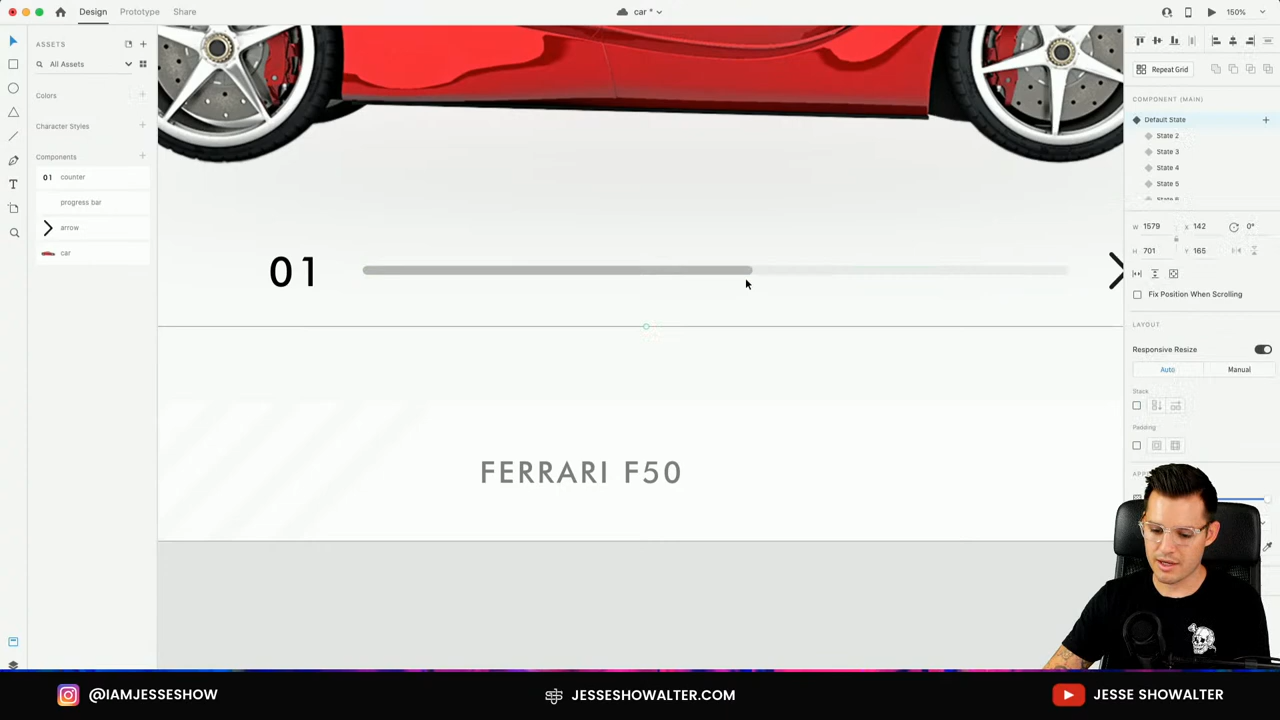 Design Prototype Share
car *
150%
ASSETS
All Assets
Colors
Character Styles
Components
01 counter
progress bar
arrow
car
01
FERRARI F50
Repeat Grid
COMPONENT (MAIN)
Default State
State 2
State 3
State 4
State 5
W 1579 X 142 0°
H 701 Y 165
Fix Position When Scrolling
LAYOUT
Responsive Resize
Auto Manual
Stack
Padding
@IAMJESSESHOW JESSESHOWALTER.COM JESSE SHOWALTER